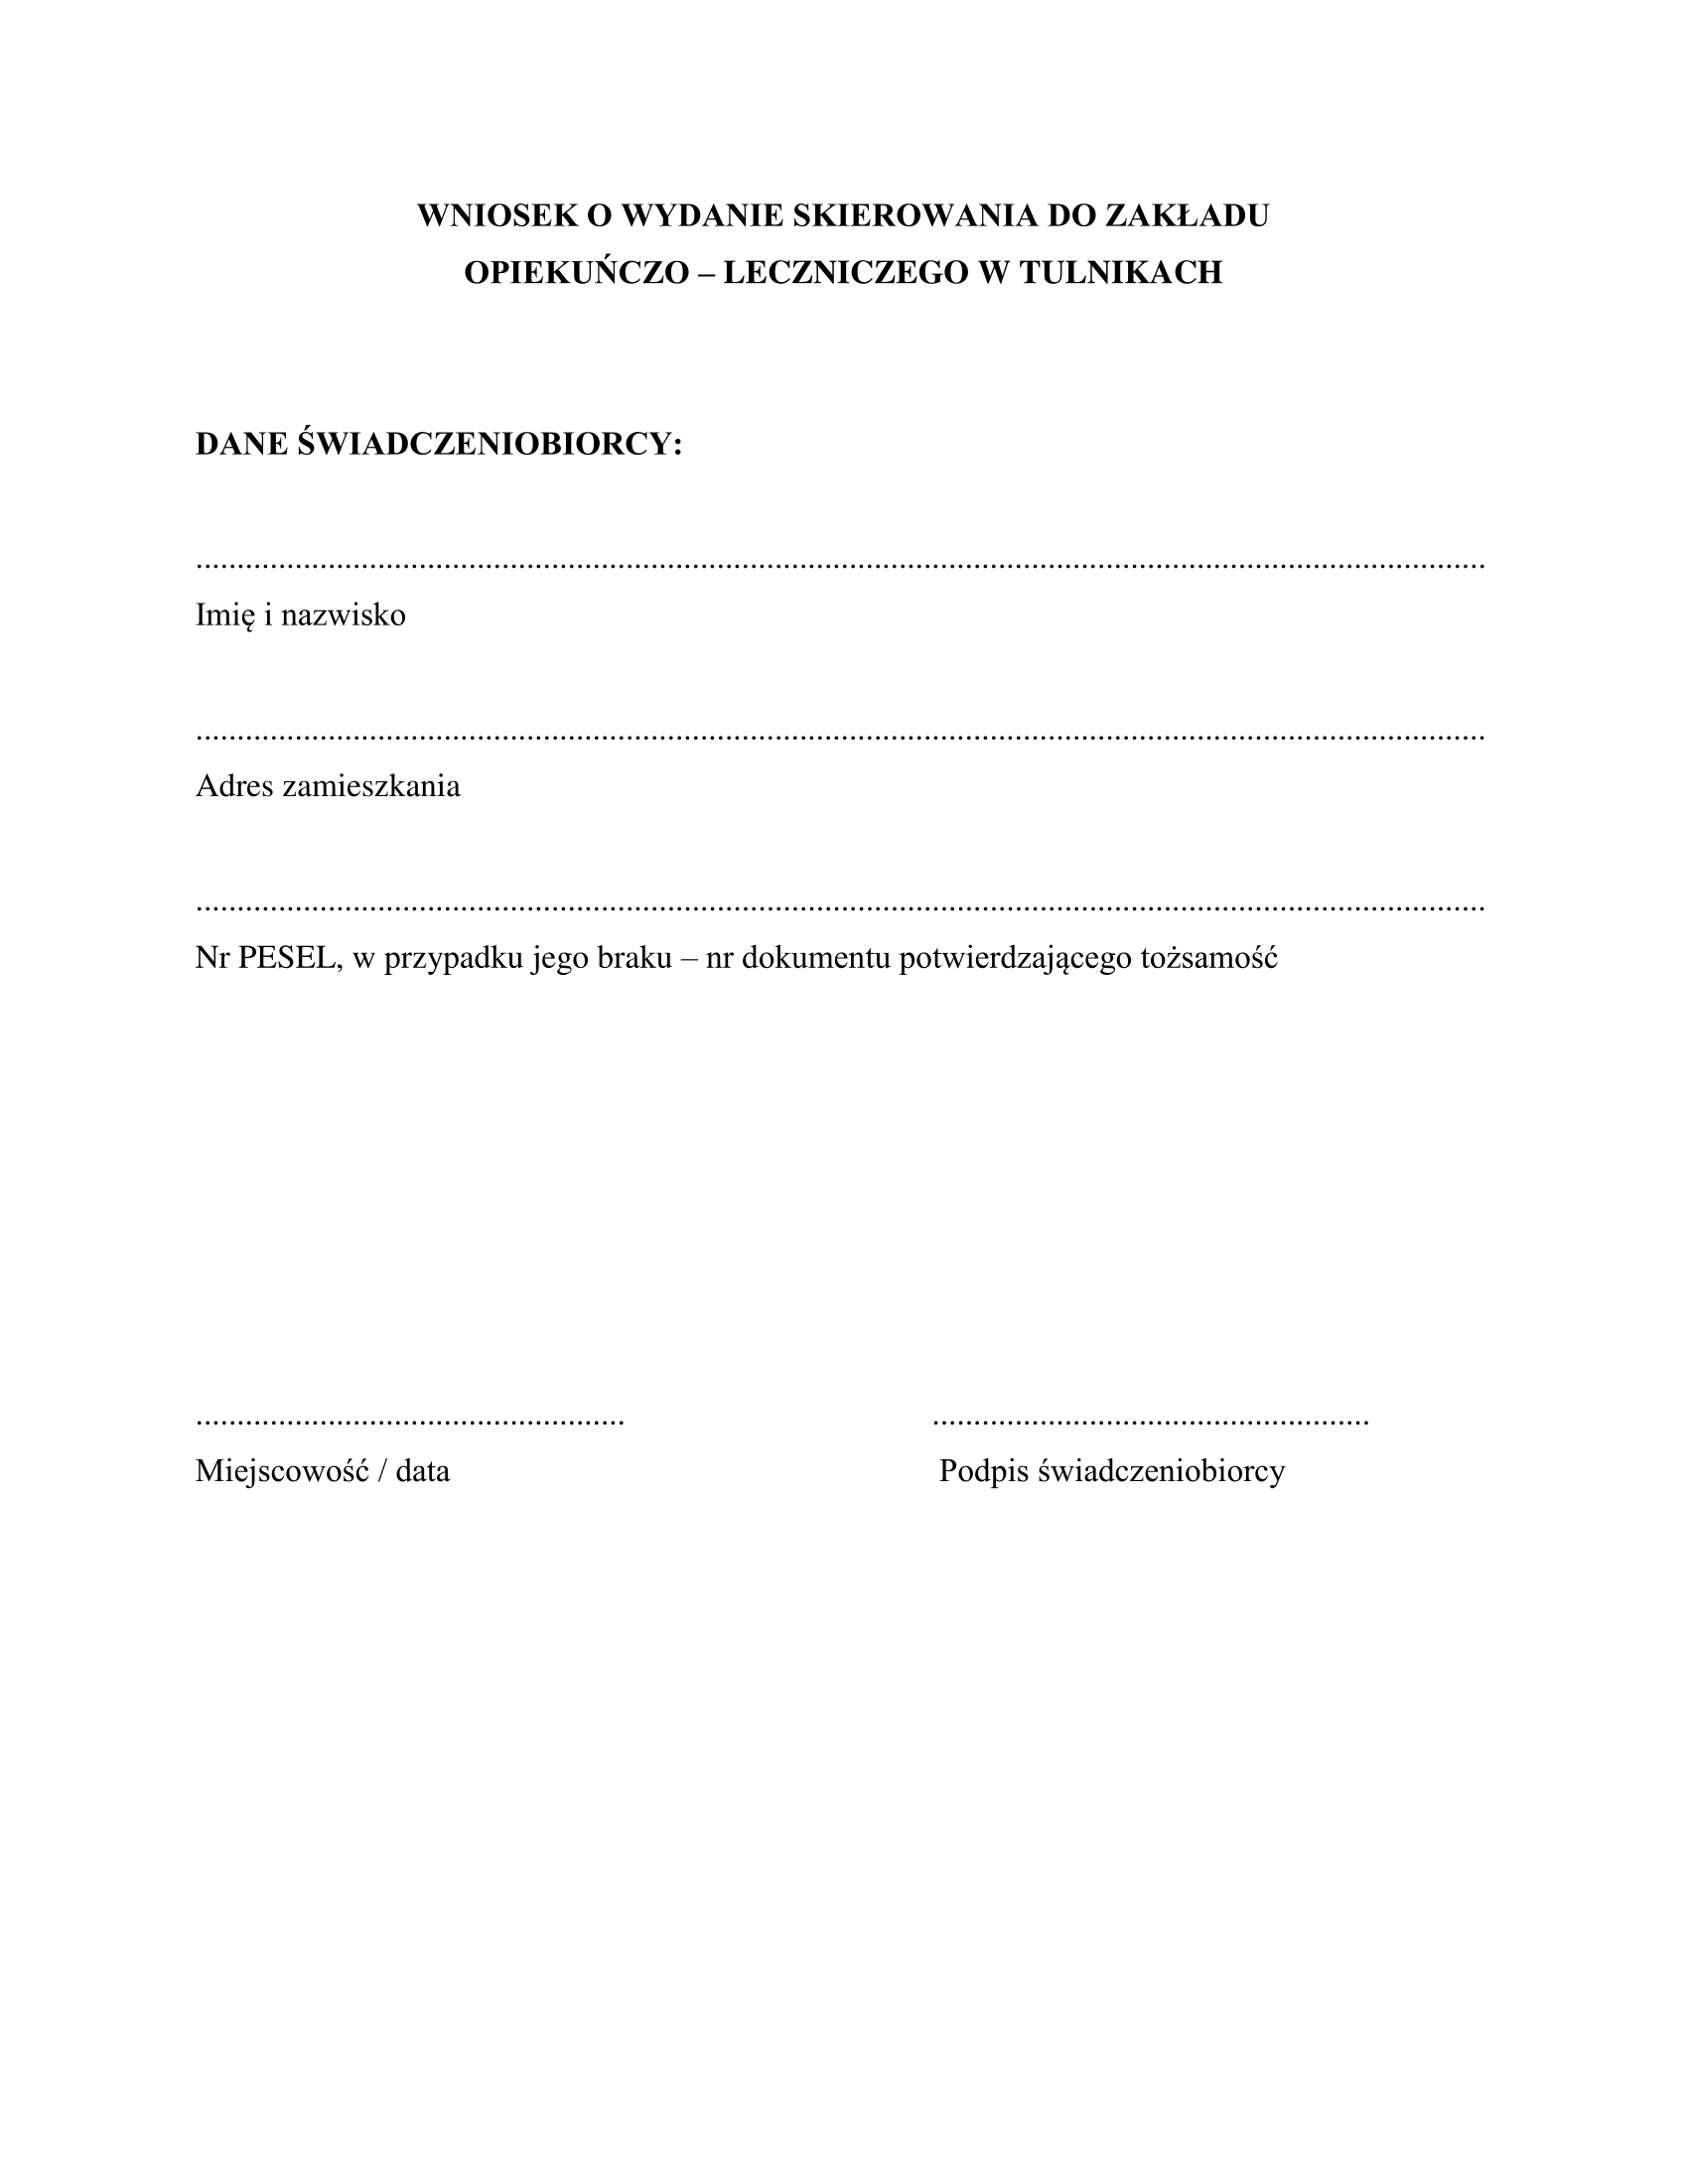 WNIOSEK O WYDANIE SKIEROWANIA DO ZAKŁADU
OPIEKUŃCZO – LECZNICZEGO W TULNIKACH
DANE ŚWIADCZENIOBIORCY:
............................................................................................................................................................
Imię i nazwisko
............................................................................................................................................................
Adres zamieszkania
............................................................................................................................................................
Nr PESEL, w przypadku jego braku – nr dokumentu potwierdzającego tożsamość
.................................................... .....................................................
Miejscowość / data Podpis świadczeniobiorcy